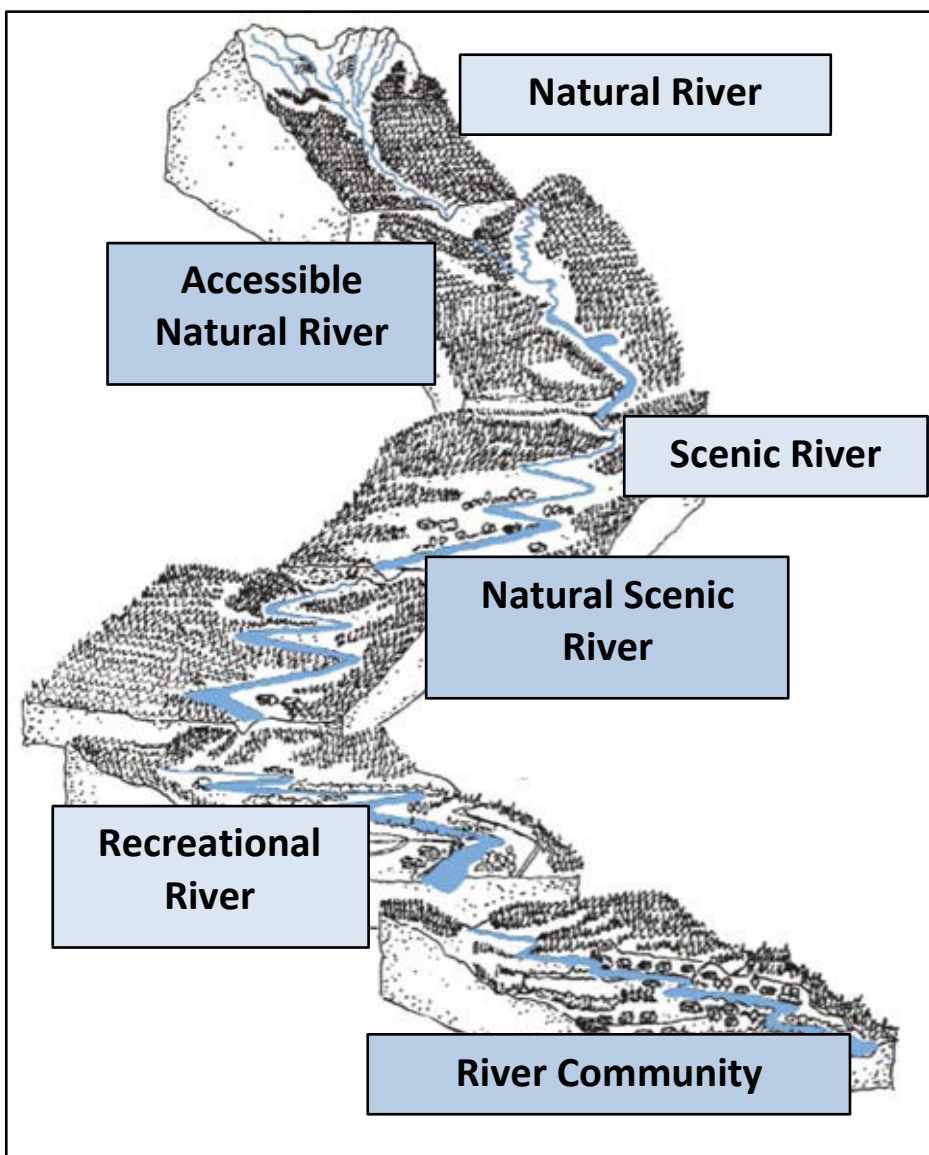 Natural River
Accessible
Natural River
Scenic River
Natural Scenic
River
Recreational
River
River Community